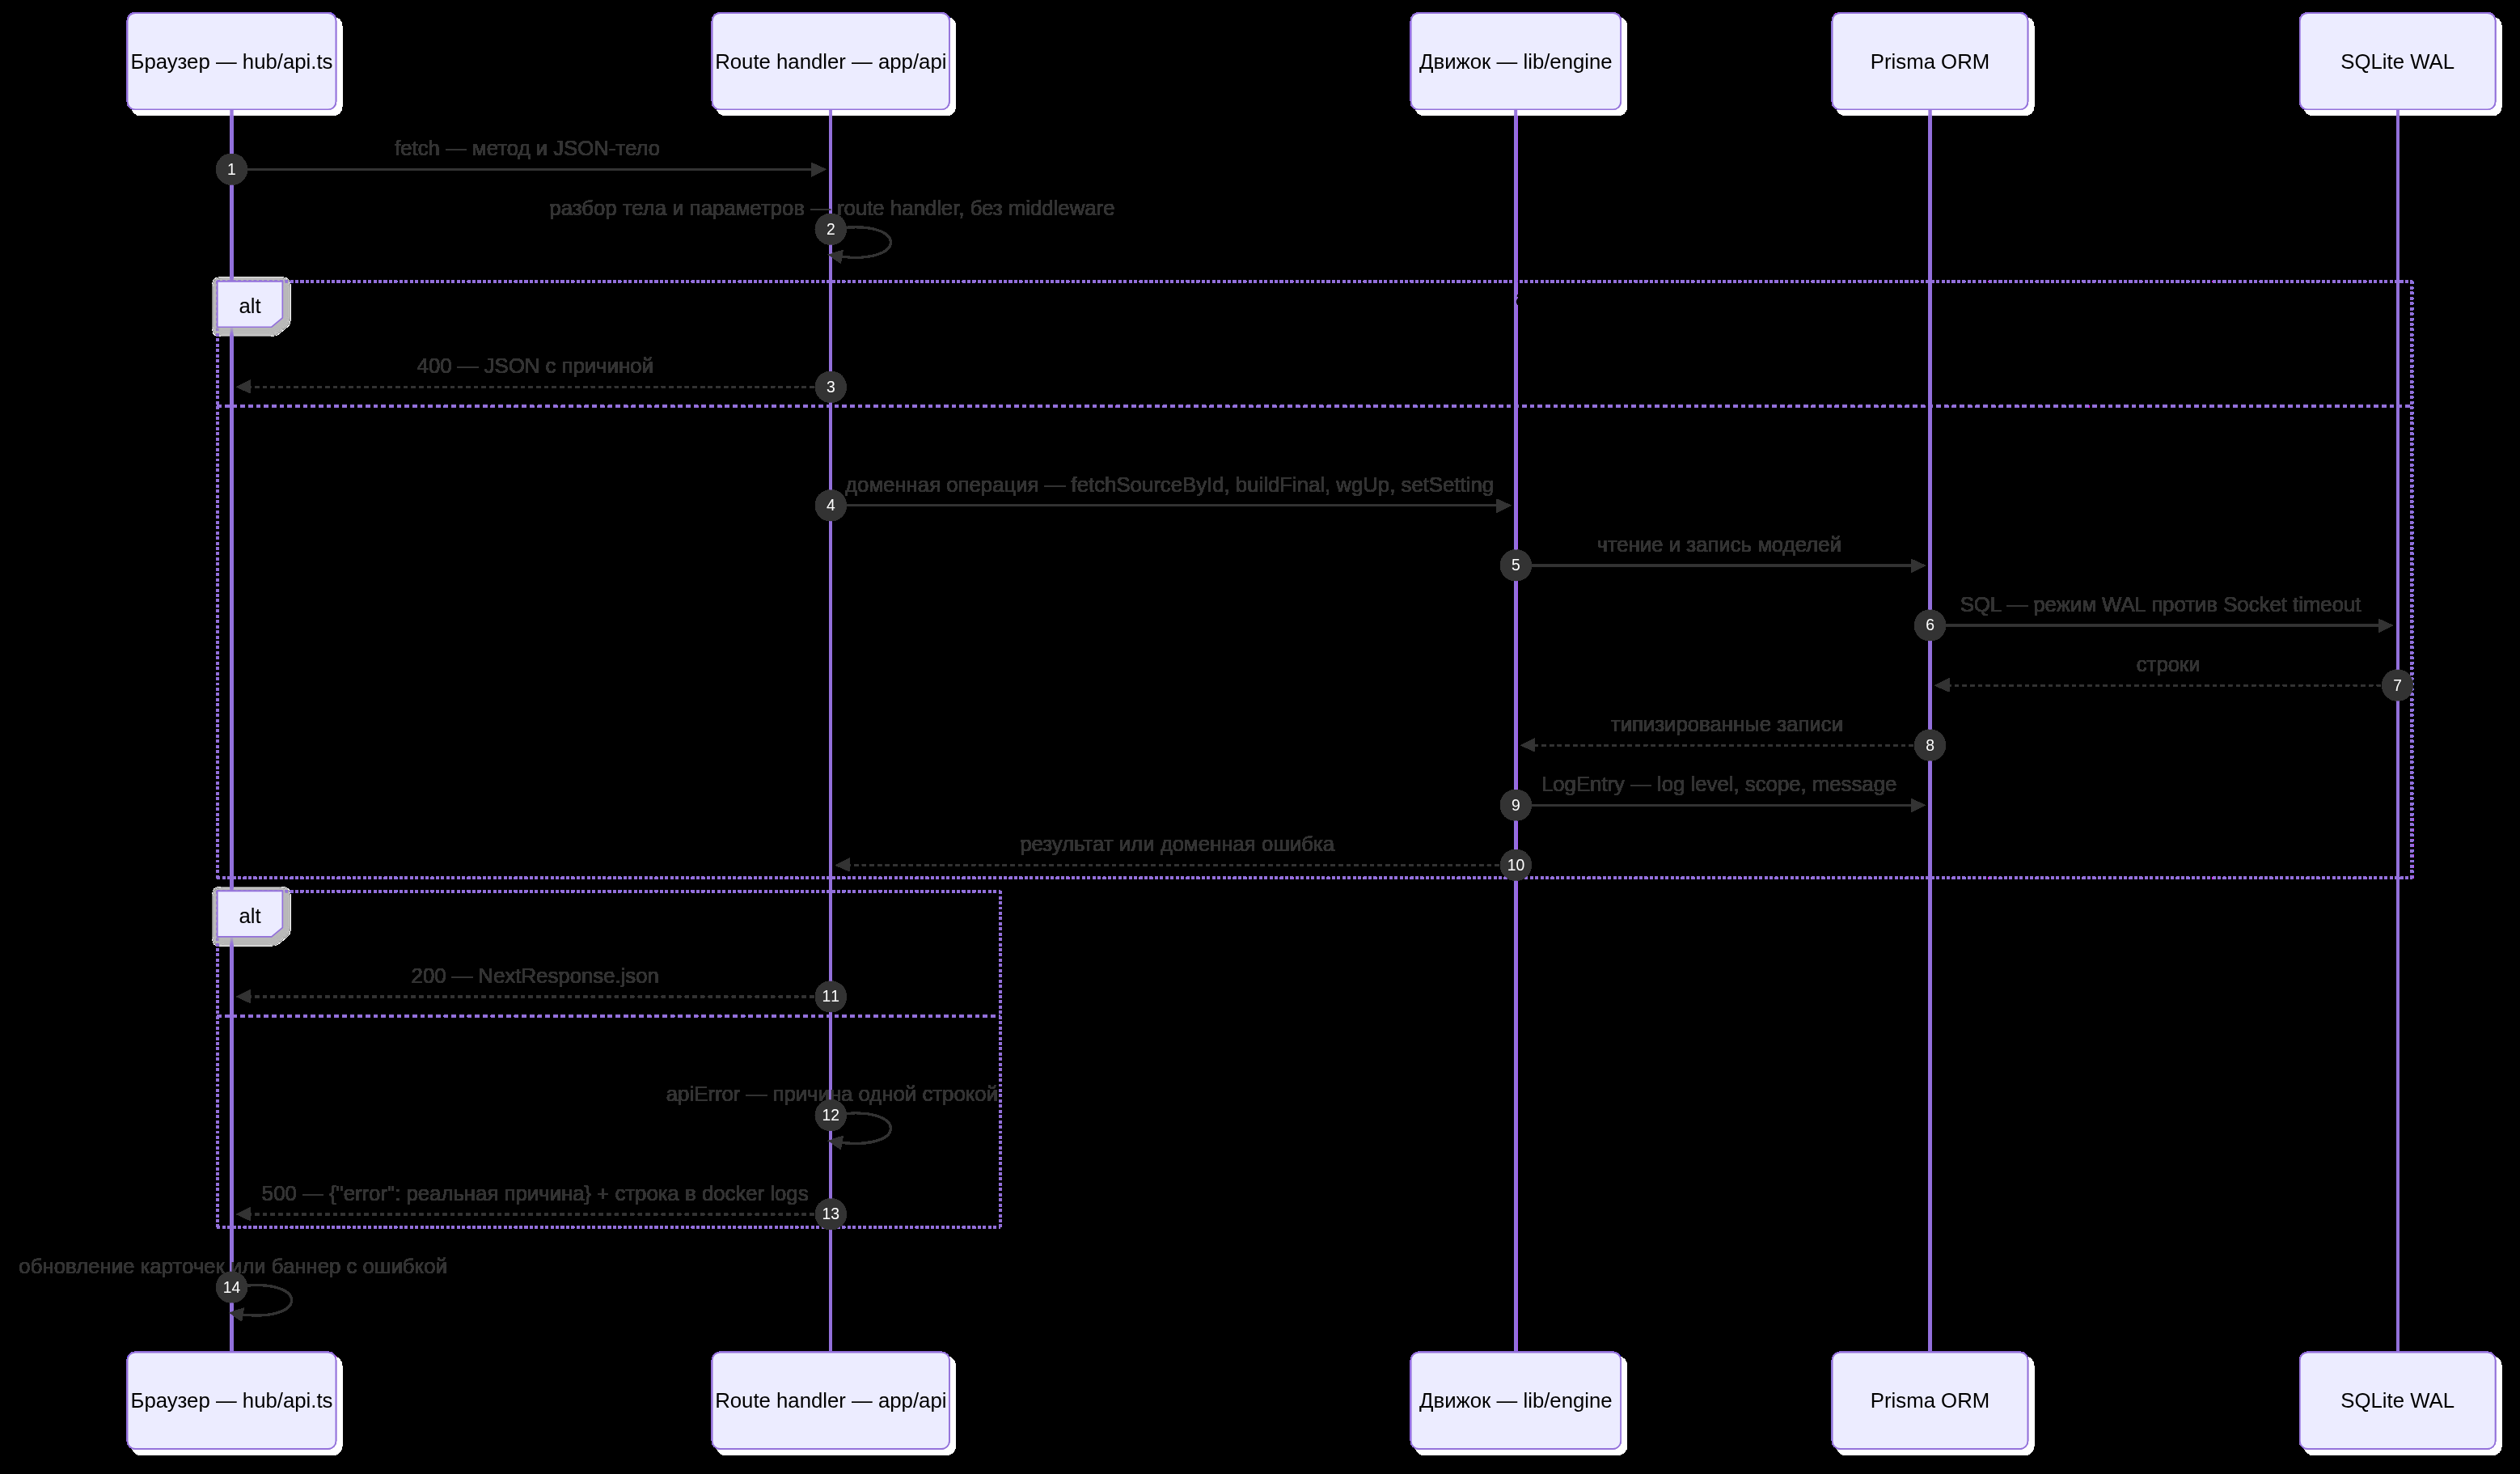 Браузер — hub/api.ts
Route handler — app/api
Движок — lib/engine
Prisma ORM
SQLite WAL
fetch — метод и JSON-тело
1
разбор тела и параметров — route handler, без middleware
2
alt
400 — JSON с причиной
3
доменная операция — fetchSourceById, buildFinal, wgUp, setSetting
4
чтение и запись моделей
5
SQL — режим WAL против Socket timeout
6
строки
7
типизированные записи
8
LogEntry — log level, scope, message
9
результат или доменная ошибка
10
alt
200 — NextResponse.json
11
apiError — причина одной строкой
12
500 — {"error": реальная причина} + строка в docker logs
13
обновление карточек или баннер с ошибкой
14
Браузер — hub/api.ts
Route handler — app/api
Движок — lib/engine
Prisma ORM
SQLite WAL